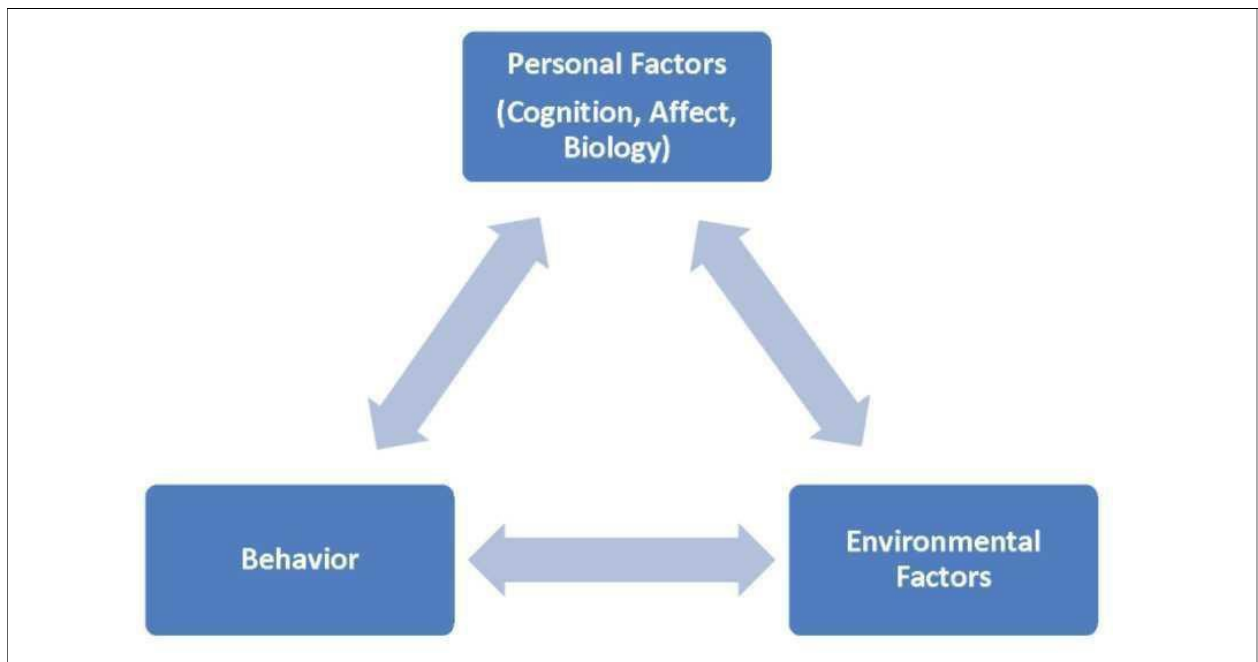 Personal Factors
(Cognition, Affect,
Biology)
Behavior
Environmental
Factors